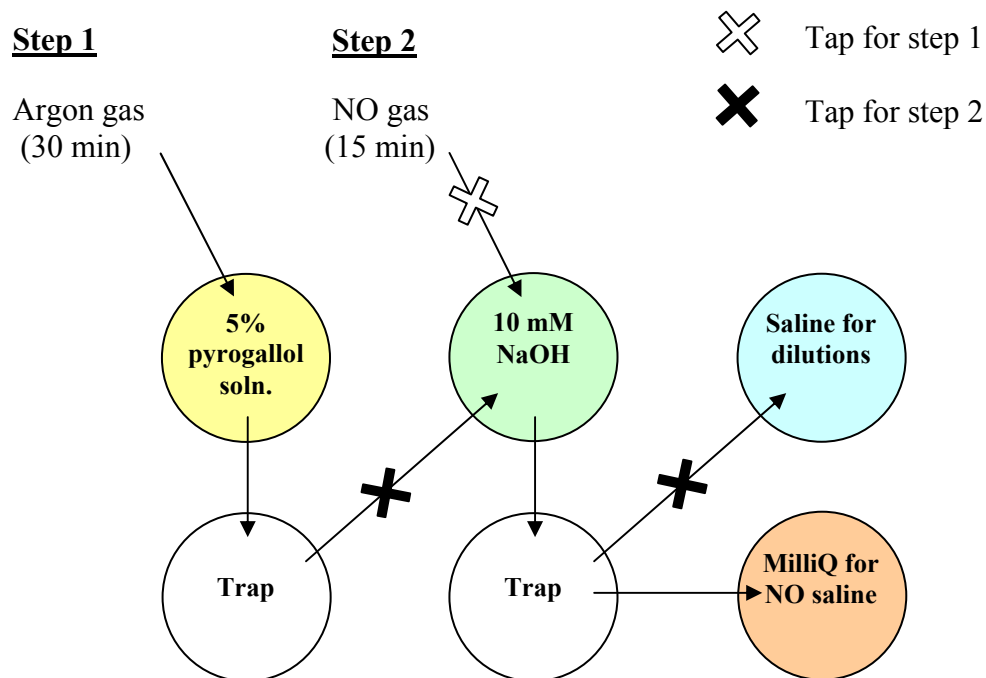 Step 1
Step 2
Tap for step 1
Tap for step 2
Argon gas
(30 min)
NO gas
(15 min)
5%
pyrogallol
soln.
10 mM
NaOH
Saline for
dilutions
Trap
Trap
MilliQ for
NO saline